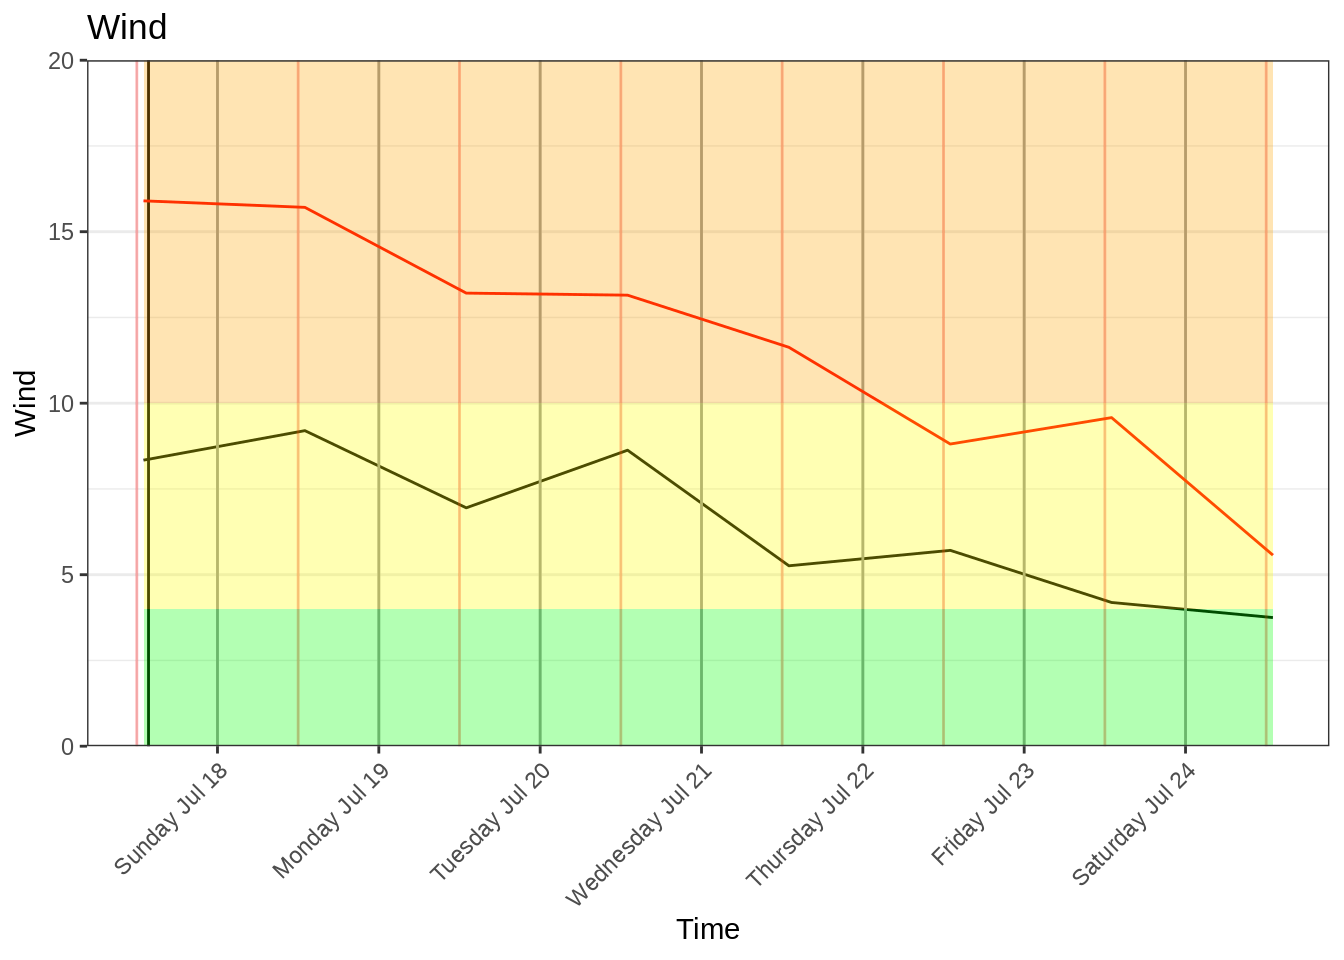 Wind
20
15
10
5
0
Wind
Sunday Jul 18
Monday Jul 19
Tuesday Jul 20
Wednesday Jul 21
Thursday Jul 22
Friday Jul 23
Saturday Jul 24
Time